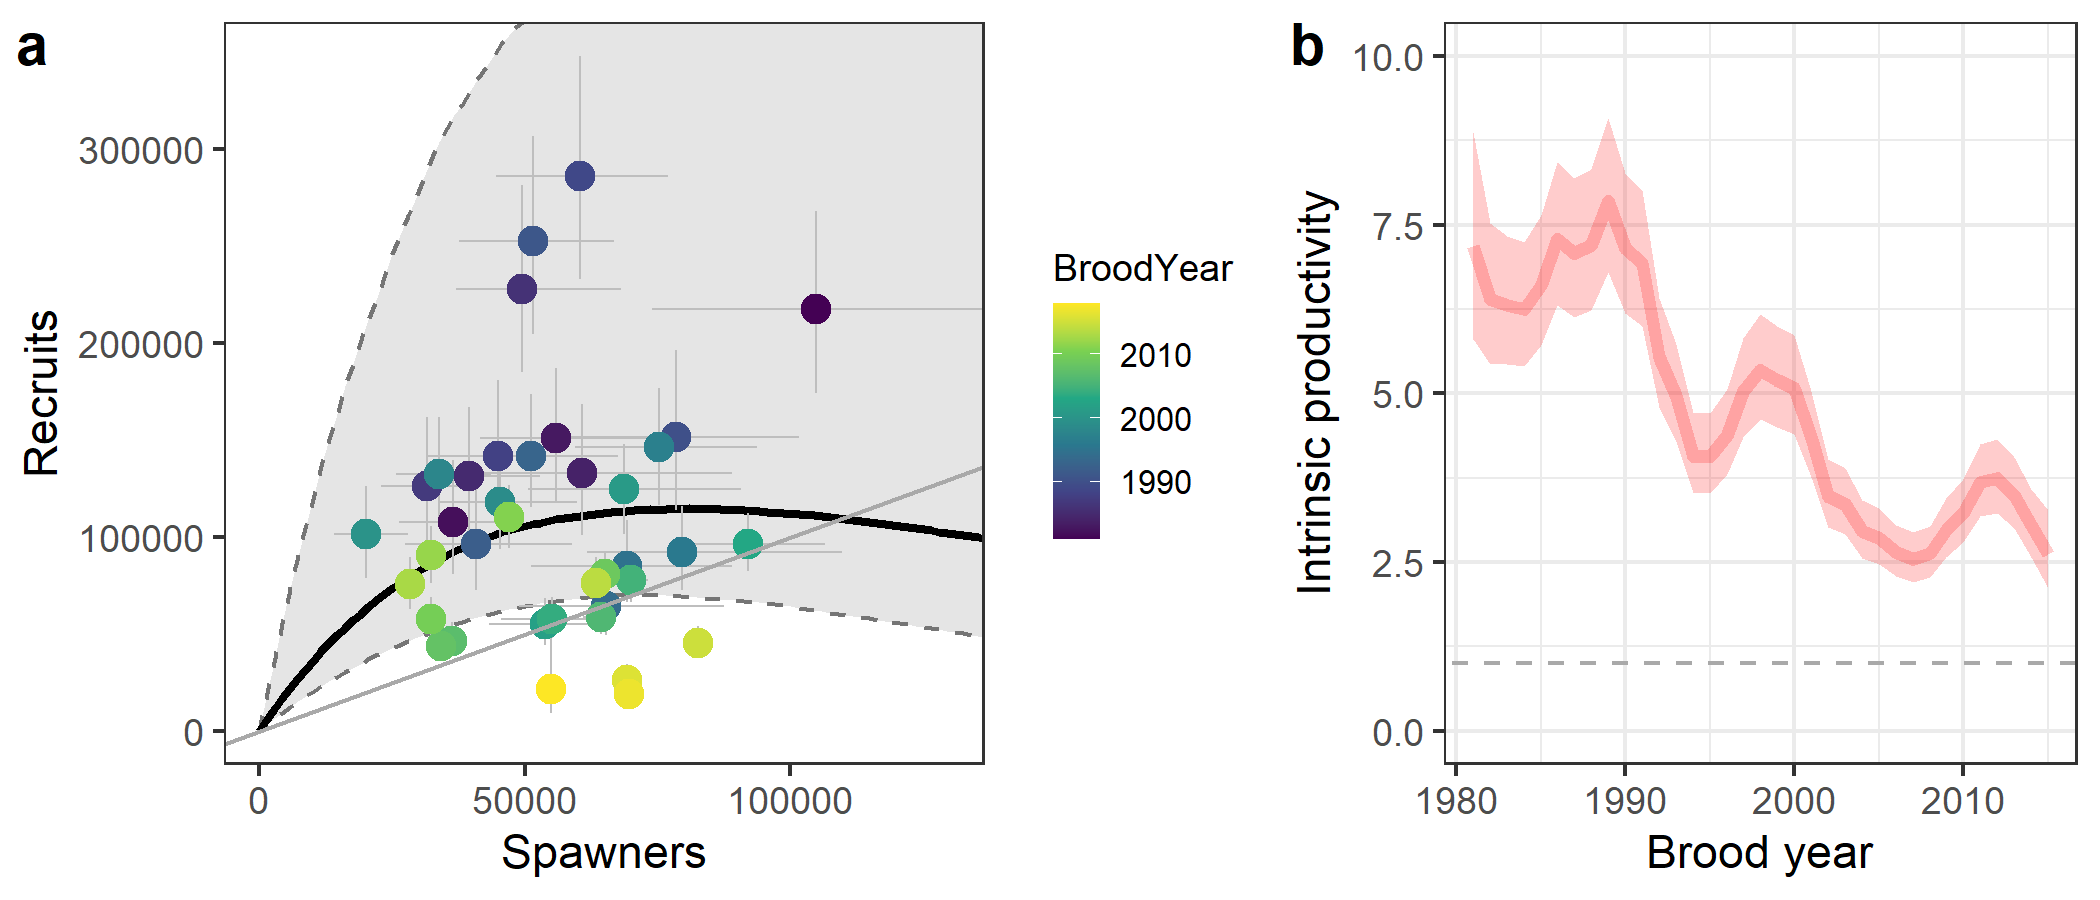 a
300000
200000
100000
0
Recruits
0
50000
100000
Spawners
BroodYear
2010
2000
1990
b
10.0
7.5
5.0
2.5
0.0
Intrinsic productivity
1980
1990
2000
2010
Brood year